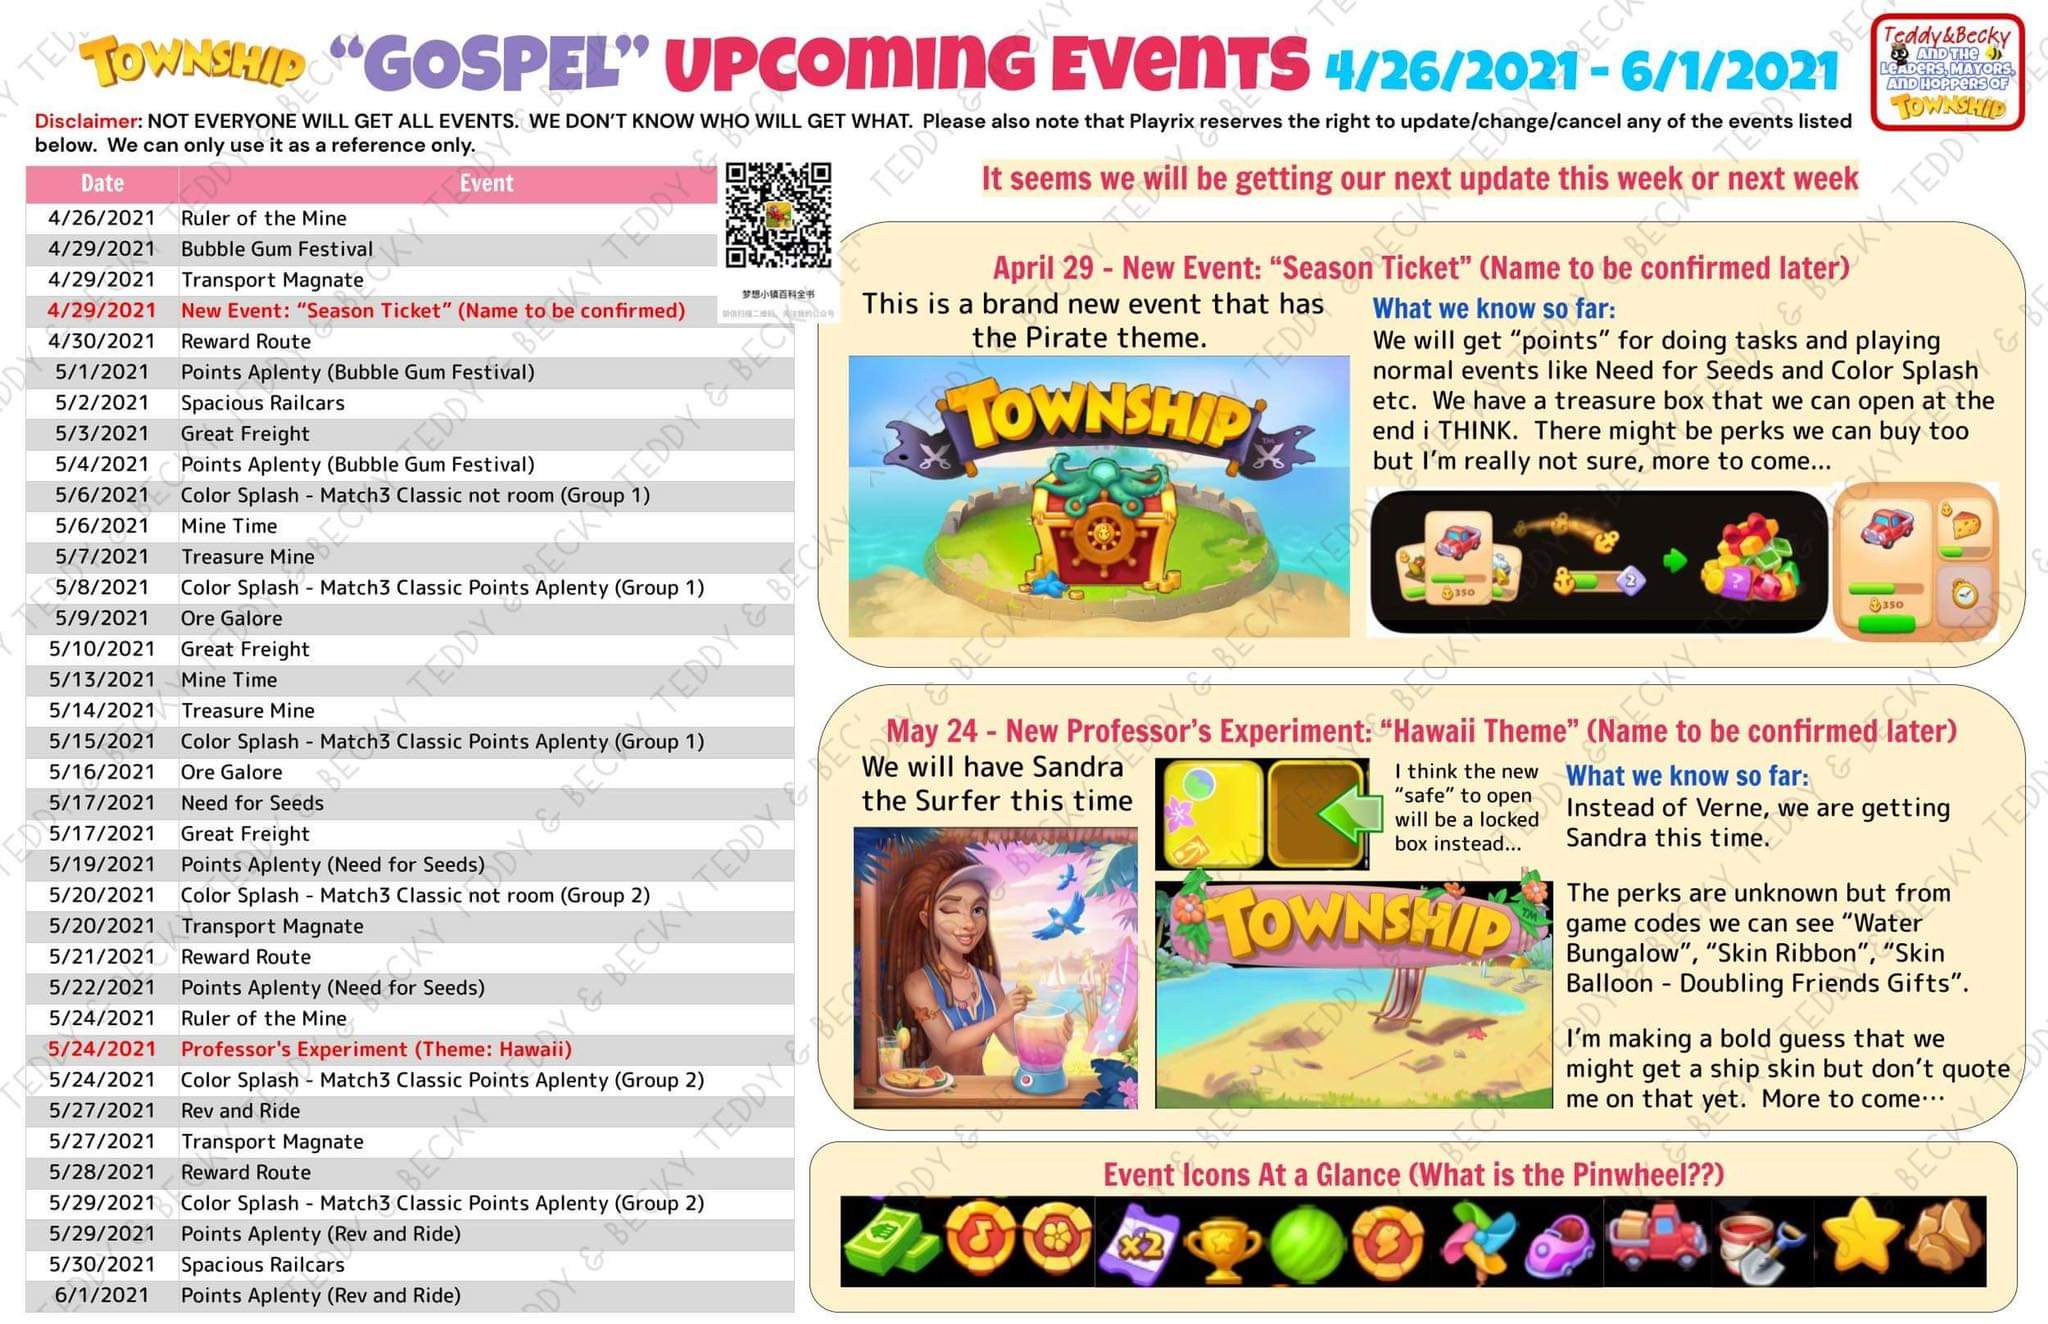 TOWNSHIP "GOSPEL" UPCOMING EVENTS 4/26/2021 - 6/1/2021
Teddy&Becky
AND THE
LEADERS, MAYORS,
AND HOPPERS OF
TOWNSHIP
Disclaimer: NOT EVERYONE WILL GET ALL EVENTS. WE DON'T KNOW WHO WILL GET WHAT. Please also note that Playrix reserves the right to update/change/cancel any of the events listed
below. We can only use it as a reference only.
Date Event
4/26/2021 Ruler of the Mine
4/29/2021 Bubble Gum Festival
4/29/2021 Transport Magnate
4/29/2021 New Event: "Season Ticket" (Name to be confirmed)
4/30/2021 Reward Route
5/1/2021 Points Aplenty (Bubble Gum Festival)
5/2/2021 Spacious Railcars
5/3/2021 Great Freight
5/4/2021 Points Aplenty (Bubble Gum Festival)
5/6/2021 Color Splash - Match3 Classic not room (Group 1)
5/6/2021 Mine Time
5/7/2021 Treasure Mine
5/8/2021 Color Splash - Match3 Classic Points Aplenty (Group 1)
5/9/2021 Ore Galore
5/10/2021 Great Freight
5/13/2021 Mine Time
5/14/2021 Treasure Mine
5/15/2021 Color Splash - Match3 Classic Points Aplenty (Group 1)
5/16/2021 Ore Galore
5/17/2021 Need for Seeds
5/17/2021 Great Freight
5/19/2021 Points Aplenty (Need for Seeds)
5/20/2021 Color Splash - Match3 Classic not room (Group 2)
5/20/2021 Transport Magnate
5/21/2021 Reward Route
5/22/2021 Points Aplenty (Need for Seeds)
5/24/2021 Ruler of the Mine
5/24/2021 Professor's Experiment (Theme: Hawaii)
5/24/2021 Color Splash - Match3 Classic Points Aplenty (Group 2)
5/27/2021 Rev and Ride
5/27/2021 Transport Magnate
5/28/2021 Reward Route
5/29/2021 Color Splash - Match3 Classic Points Aplenty (Group 2)
5/29/2021 Points Aplenty (Rev and Ride)
5/30/2021 Spacious Railcars
6/1/2021 Points Aplenty (Rev and Ride)
梦想小镇百科全书
It seems we will be getting our next update this week or next week
April 29 - New Event: "Season Ticket" (Name to be confirmed later)
This is a brand new event that has
the Pirate theme.
TOWNSHIP
What we know so far:
We will get "points" for doing tasks and playing
normal events like Need for Seeds and Color Splash
etc. We have a treasure box that we can open at the
end i THINK. There might be perks we can buy too
but I'm really not sure, more to come...
350
2
?
350
May 24 - New Professor's Experiment: "Hawaii Theme" (Name to be confirmed later)
We will have Sandra
the Surfer this time
I think the new
"safe" to open
will be a locked
box instead...
TOWNSHIP
TM
What we know so far:
Instead of Verne, we are getting
Sandra this time.
The perks are unknown but from
game codes we can see "Water
Bungalow", "Skin Ribbon", "Skin
Balloon - Doubling Friends Gifts".
I'm making a bold guess that we
might get a ship skin but don't quote
me on that yet. More to come…
Event Icons At a Glance (What is the Pinwheel??)
x2
TEDDY & BECKY